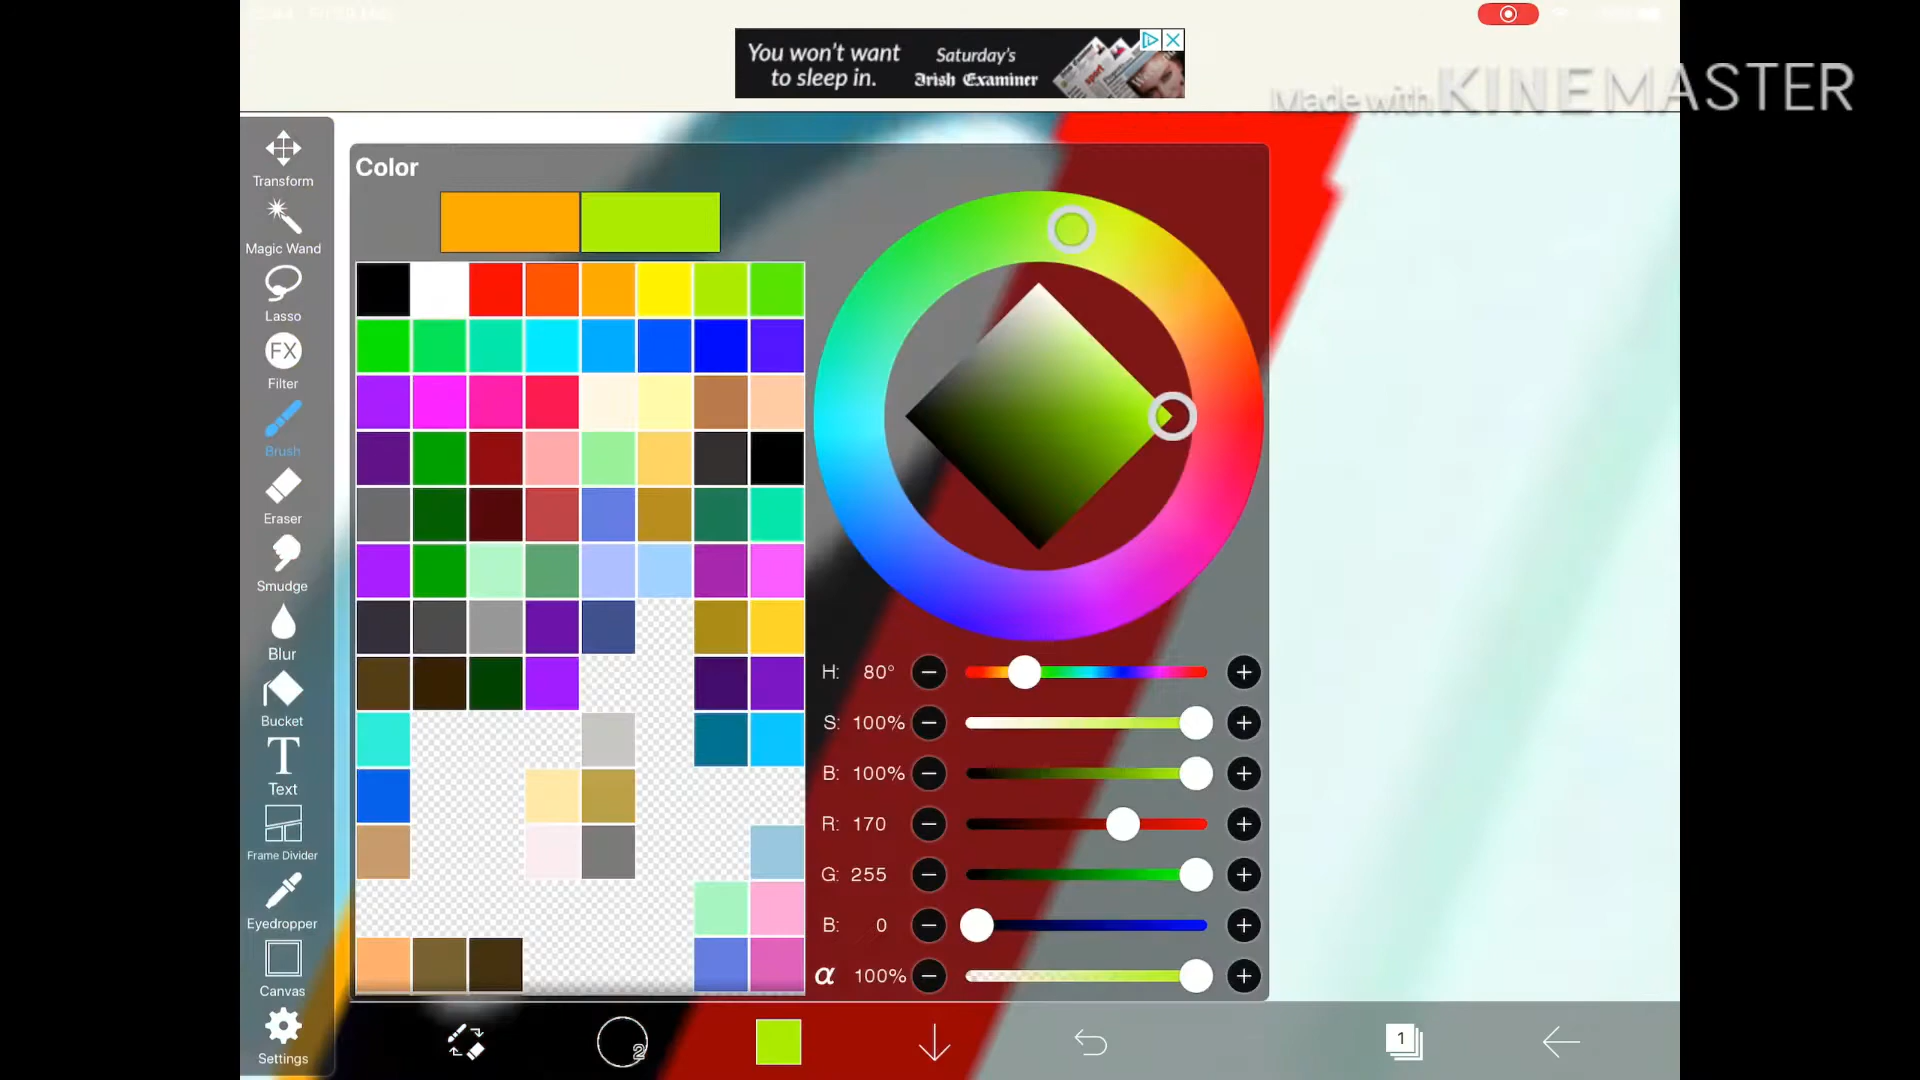 You won't want
to sleep in.
Saturday's
Irish Examiner
sport
Made with KINEMASTER
Transform
Magic Wand
Lasso
FX
Filter
Brush
Eraser
Smudge
Blur
Bucket
T
Text
Frame Divider
Eyedropper
Canvas
Settings
Color
H: 80°
S: 100%
B: 100%
R: 170
G: 255
B: 0
α 100%
2
1